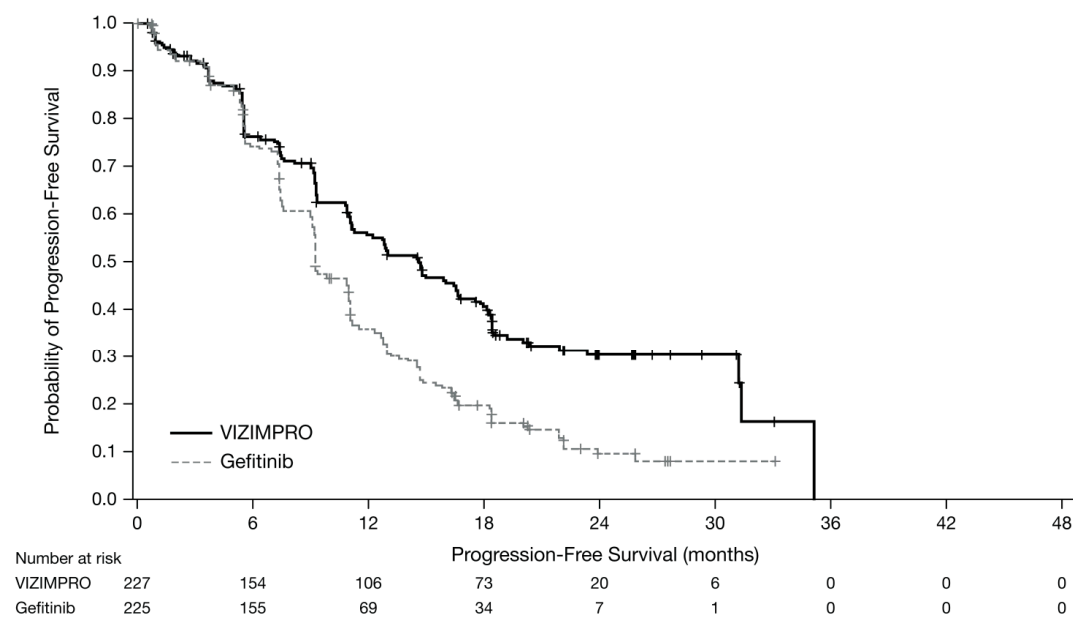 Probability of Progression-Free Survival
1.0
0.9
0.8
0.7
0.6
0.5
0.4
0.3
0.2
0.1
0.0
VIZIMPRO
Gefitinib
0 6 12 18 24 30 36 42 48
Progression-Free Survival (months)
Number at risk
VIZIMPRO 227 154 106 73 20 6 0 0 0
Gefitinib 225 155 69 34 7 1 0 0 0